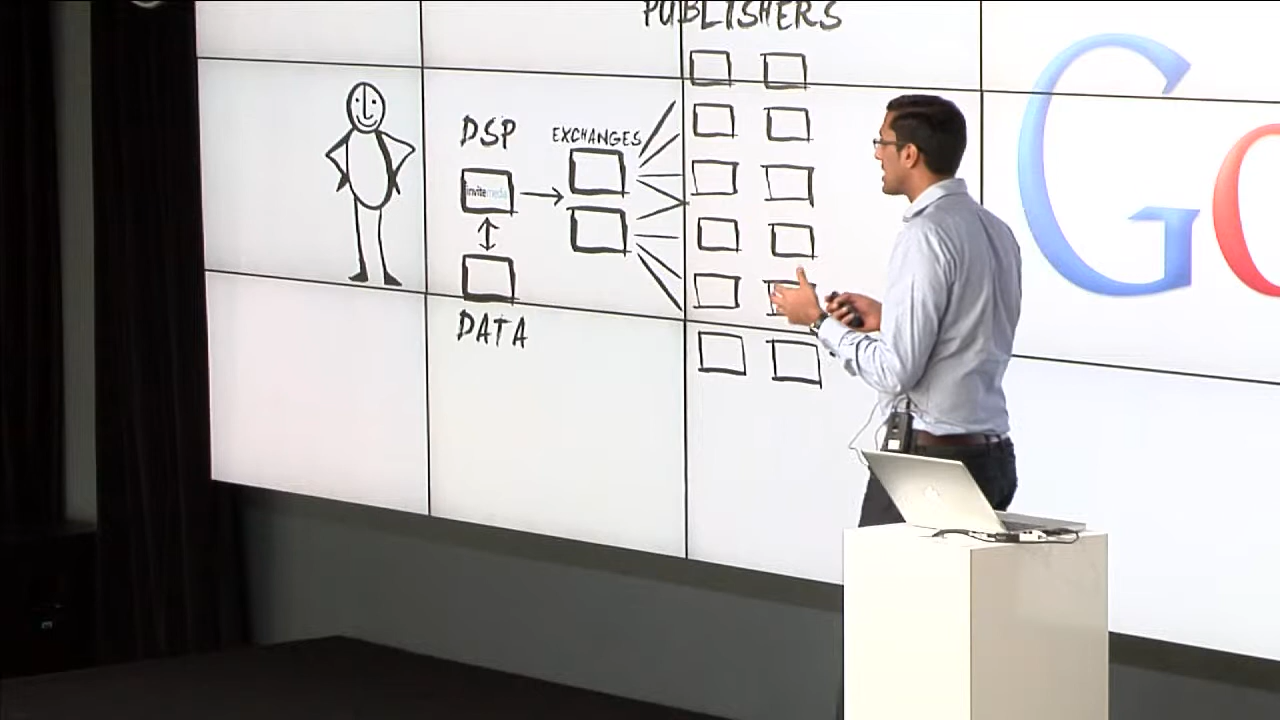 PUBLISHERS
DSP
EXCHANGES
invitemedia
DATA
Go